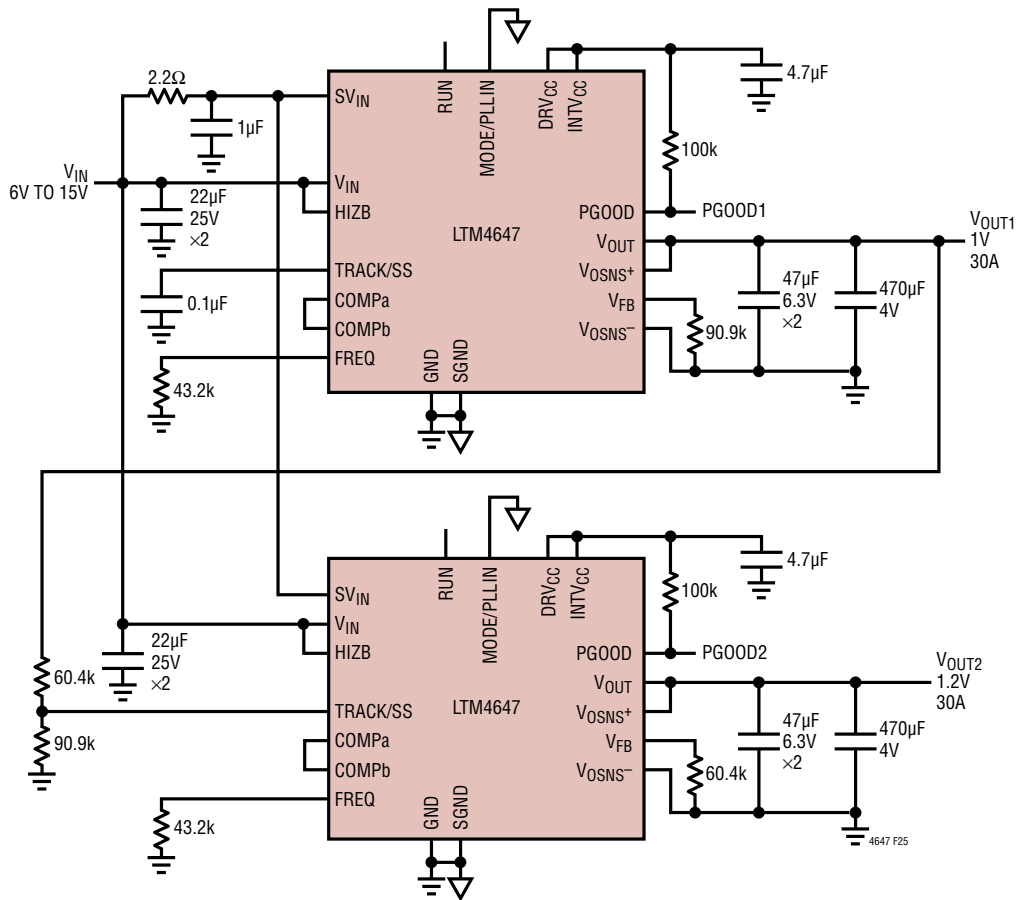 2.2Ω
1µF
VIN
6V TO 15V
22µF
25V
×2
0.1µF
43.2k
SVIN
VIN
HIZB
TRACK/SS
COMPa
COMPb
FREQ
RUN
MODE/PLLIN
DRVCC
INTVCC
LTM4647
GND
SGND
PGOOD
VOUT
VOSNS+
VFB
VOSNS–
4.7µF
100k
PGOOD1
90.9k
47µF
6.3V
×2
470µF
4V
VOUT1
1V
30A
60.4k
90.9k
22µF
25V
×2
43.2k
SVIN
VIN
HIZB
TRACK/SS
COMPa
COMPb
FREQ
RUN
MODE/PLLIN
DRVCC
INTVCC
LTM4647
GND
SGND
PGOOD
VOUT
VOSNS+
VFB
VOSNS–
4.7µF
100k
PGOOD2
60.4k
47µF
6.3V
×2
470µF
4V
VOUT2
1.2V
30A
4647 F25